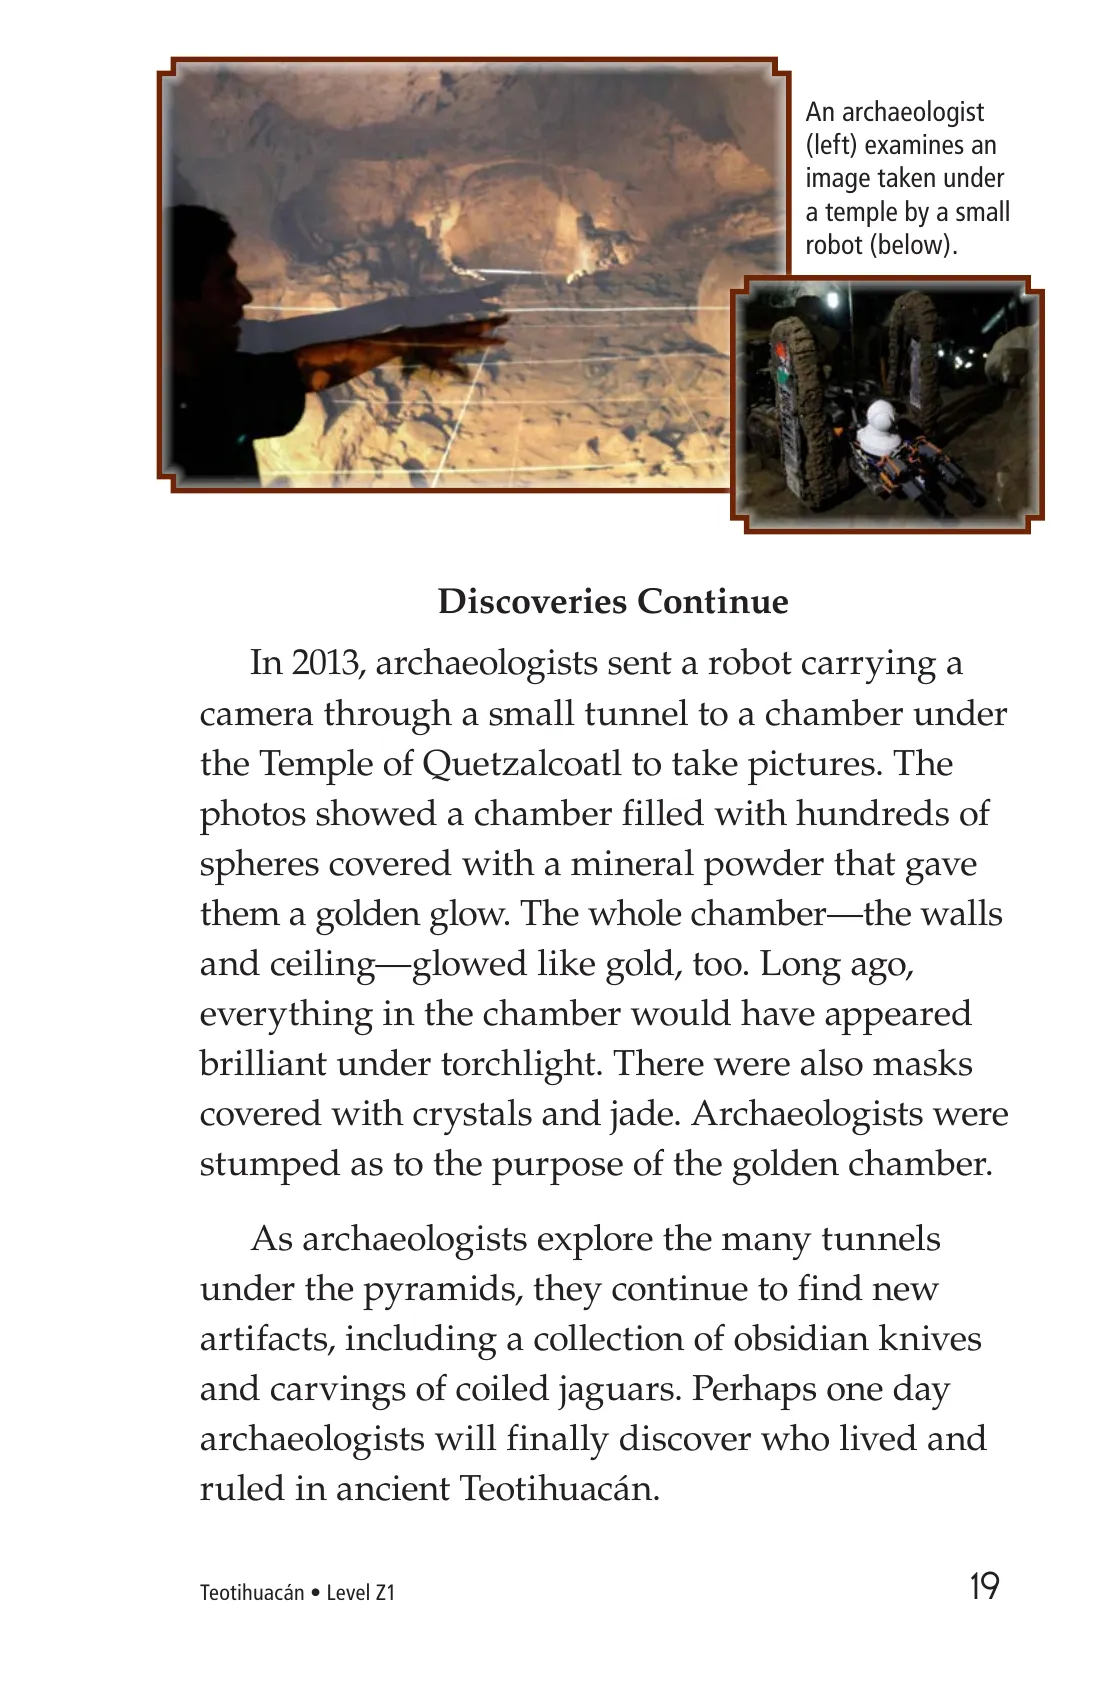 An archaeologist
(left) examines an
image taken under
a temple by a small
robot (below).
Discoveries Continue
In 2013, archaeologists sent a robot carrying a
camera through a small tunnel to a chamber under
the Temple of Quetzalcoatl to take pictures. The
photos showed a chamber filled with hundreds of
spheres covered with a mineral powder that gave
them a golden glow. The whole chamber—the walls
and ceiling—glowed like gold, too. Long ago,
everything in the chamber would have appeared
brilliant under torchlight. There were also masks
covered with crystals and jade. Archaeologists were
stumped as to the purpose of the golden chamber.
As archaeologists explore the many tunnels
under the pyramids, they continue to find new
artifacts, including a collection of obsidian knives
and carvings of coiled jaguars. Perhaps one day
archaeologists will finally discover who lived and
ruled in ancient Teotihuacán.
Teotihuacán • Level Z1
19